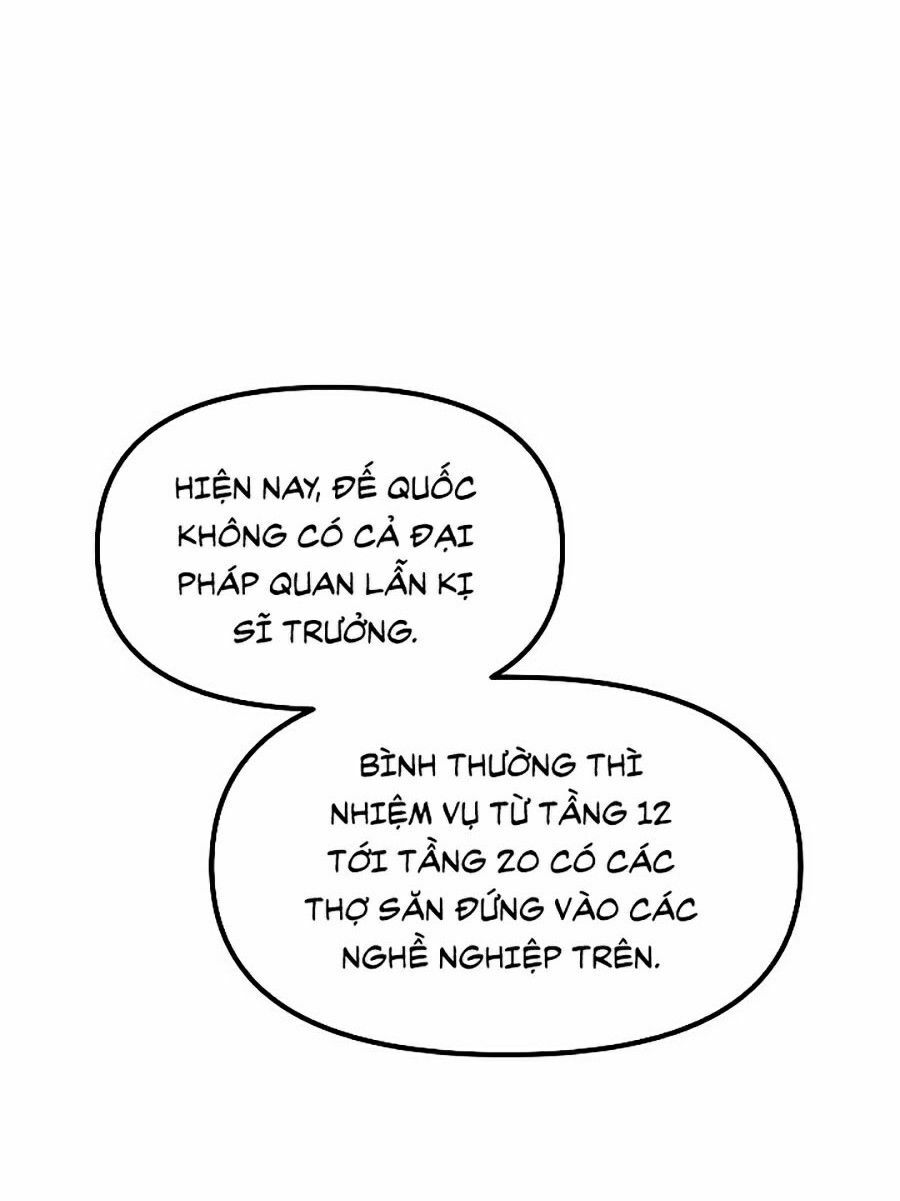 HIỆN NAY, ĐẾ QUỐC
KHÔNG CÓ CẢ ĐẠI
PHÁP QUAN LẪN KỊ
SĨ TRƯỞNG.
BÌNH THƯỜNG THÌ
NHIỆM VỤ TỪ TẦNG 12
TỚI TẦNG 20 CÓ CÁC
THỢ SĂN ĐỨNG VÀO CÁC
NGHỀ NGHIỆP TRÊN.